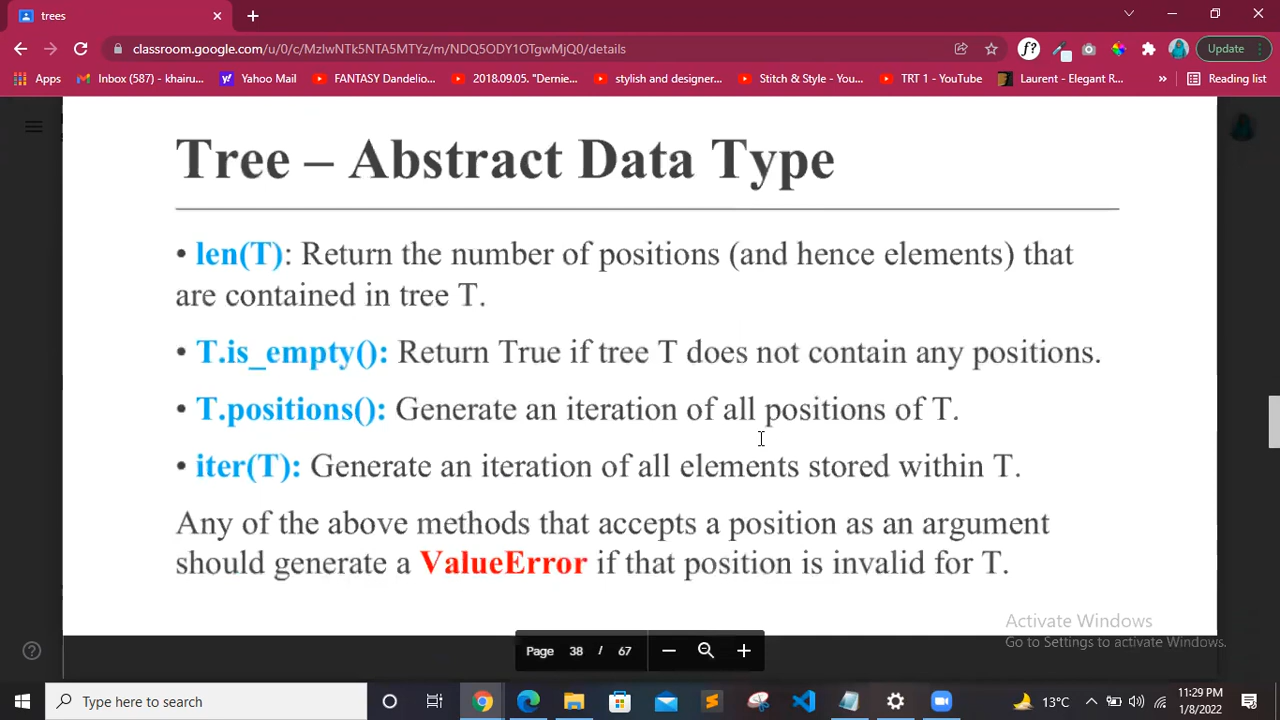 trees
classroom.google.com/u/0/c/MzIwNTk5NTA5MTYz/m/NDQ5ODY1OTgwMjQ0/details
Update
Apps
Inbox (587) - khairu...
Yahoo Mail
FANTASY Dandelio...
2018.09.05. "Dernie...
stylish and designer...
Stitch & Style - You...
TRT 1 - YouTube
Laurent - Elegant R...
»
Reading list
Tree – Abstract Data Type
• len(T): Return the number of positions (and hence elements) that
are contained in tree T.
• T.is_empty(): Return True if tree T does not contain any positions.
• T.positions(): Generate an iteration of all positions of T.
• iter(T): Generate an iteration of all elements stored within T.
Any of the above methods that accepts a position as an argument
should generate a ValueError if that position is invalid for T.
Activate Windows
Go to Settings to activate Windows.
Page 38 / 67
Type here to search
13°C
11:29 PM
1/8/2022